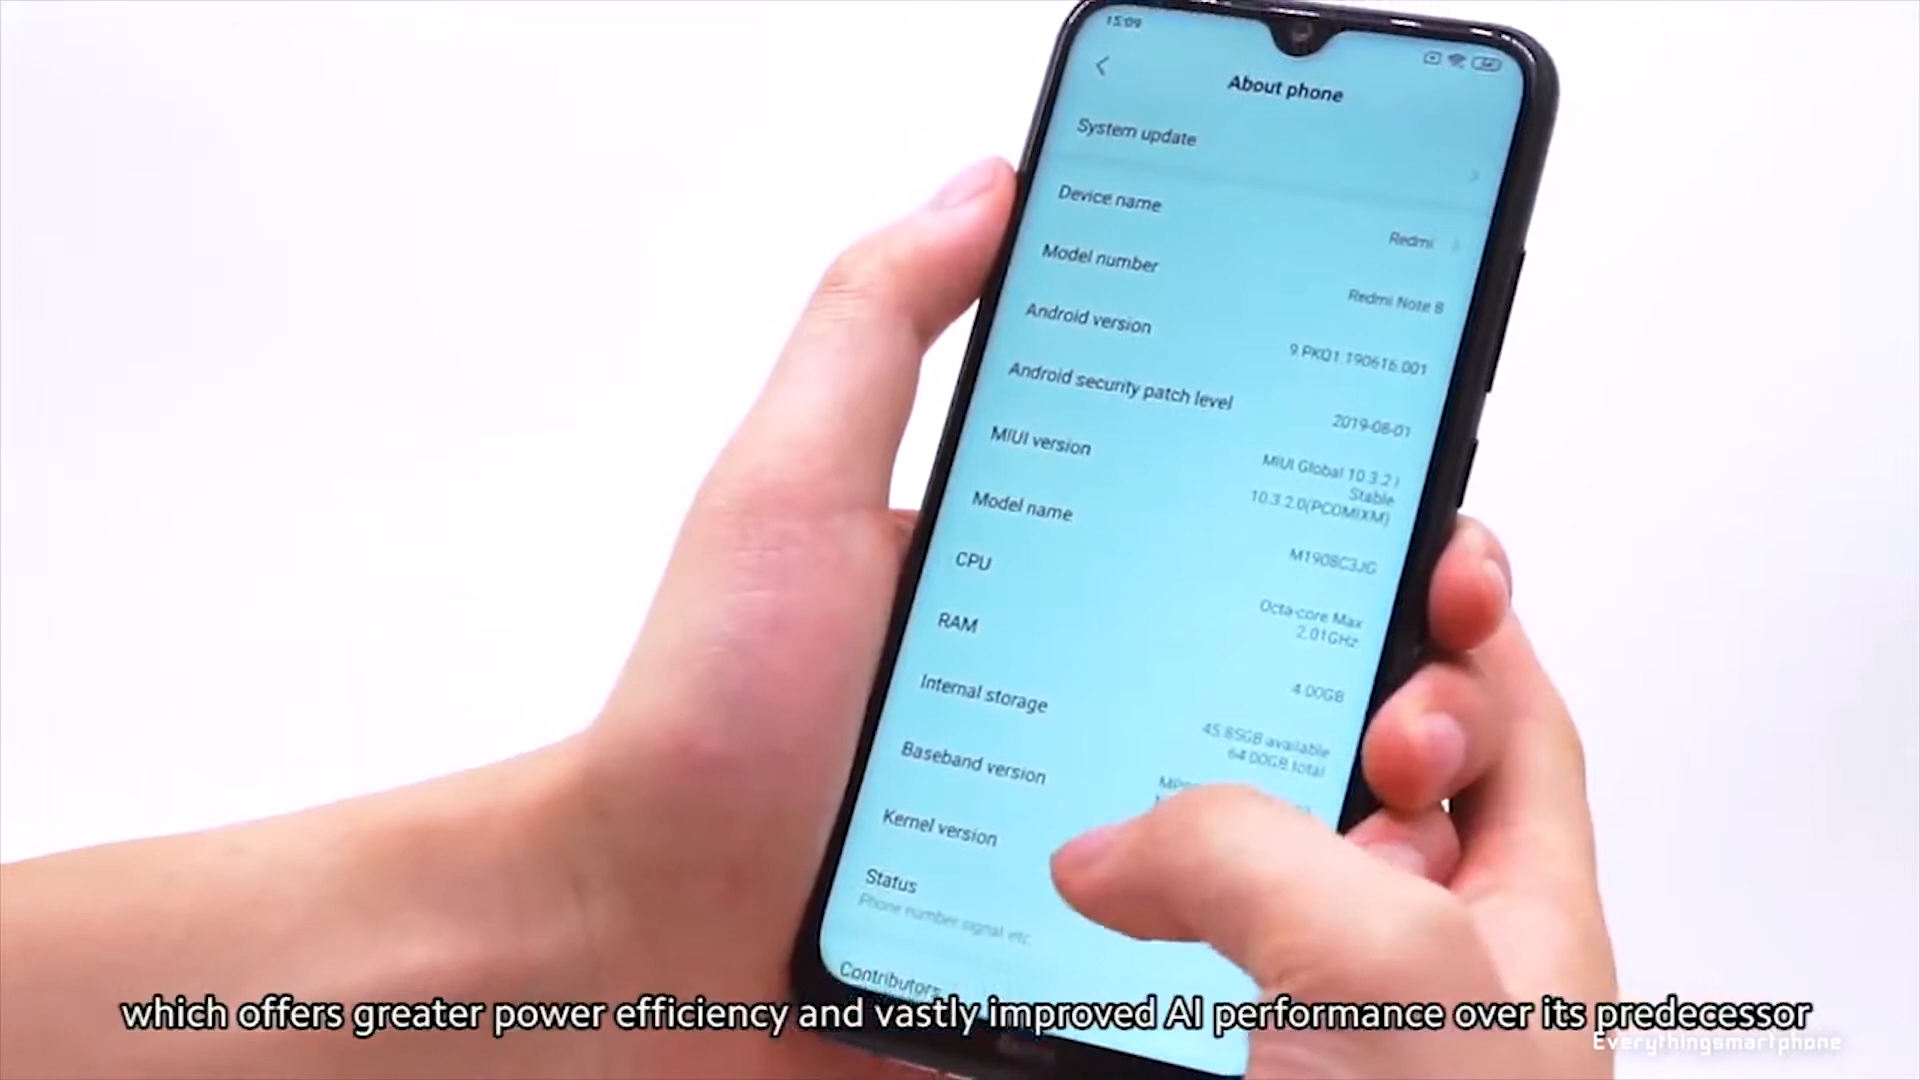 15:09
About phone
System update
Device name
Redmi
Model number
Redmi Note 8
Android version
9 PKQ1.190616.001
Android security patch level
2019-08-01
MIUI version
MIUI Global 10.3.2 |
Stable
10.3.2.0(PCOMIXM)
Model name
M1908C3JG
CPU
Octa-core Max
2.01GHz
RAM
4.00GB
Internal storage
45.85GB available
64.00GB total
Baseband version
Kernel version
Status
Phone number signal etc.
Contributors
which offers greater power efficiency and vastly improved AI performance over its predecessor
Everythingsmartphone